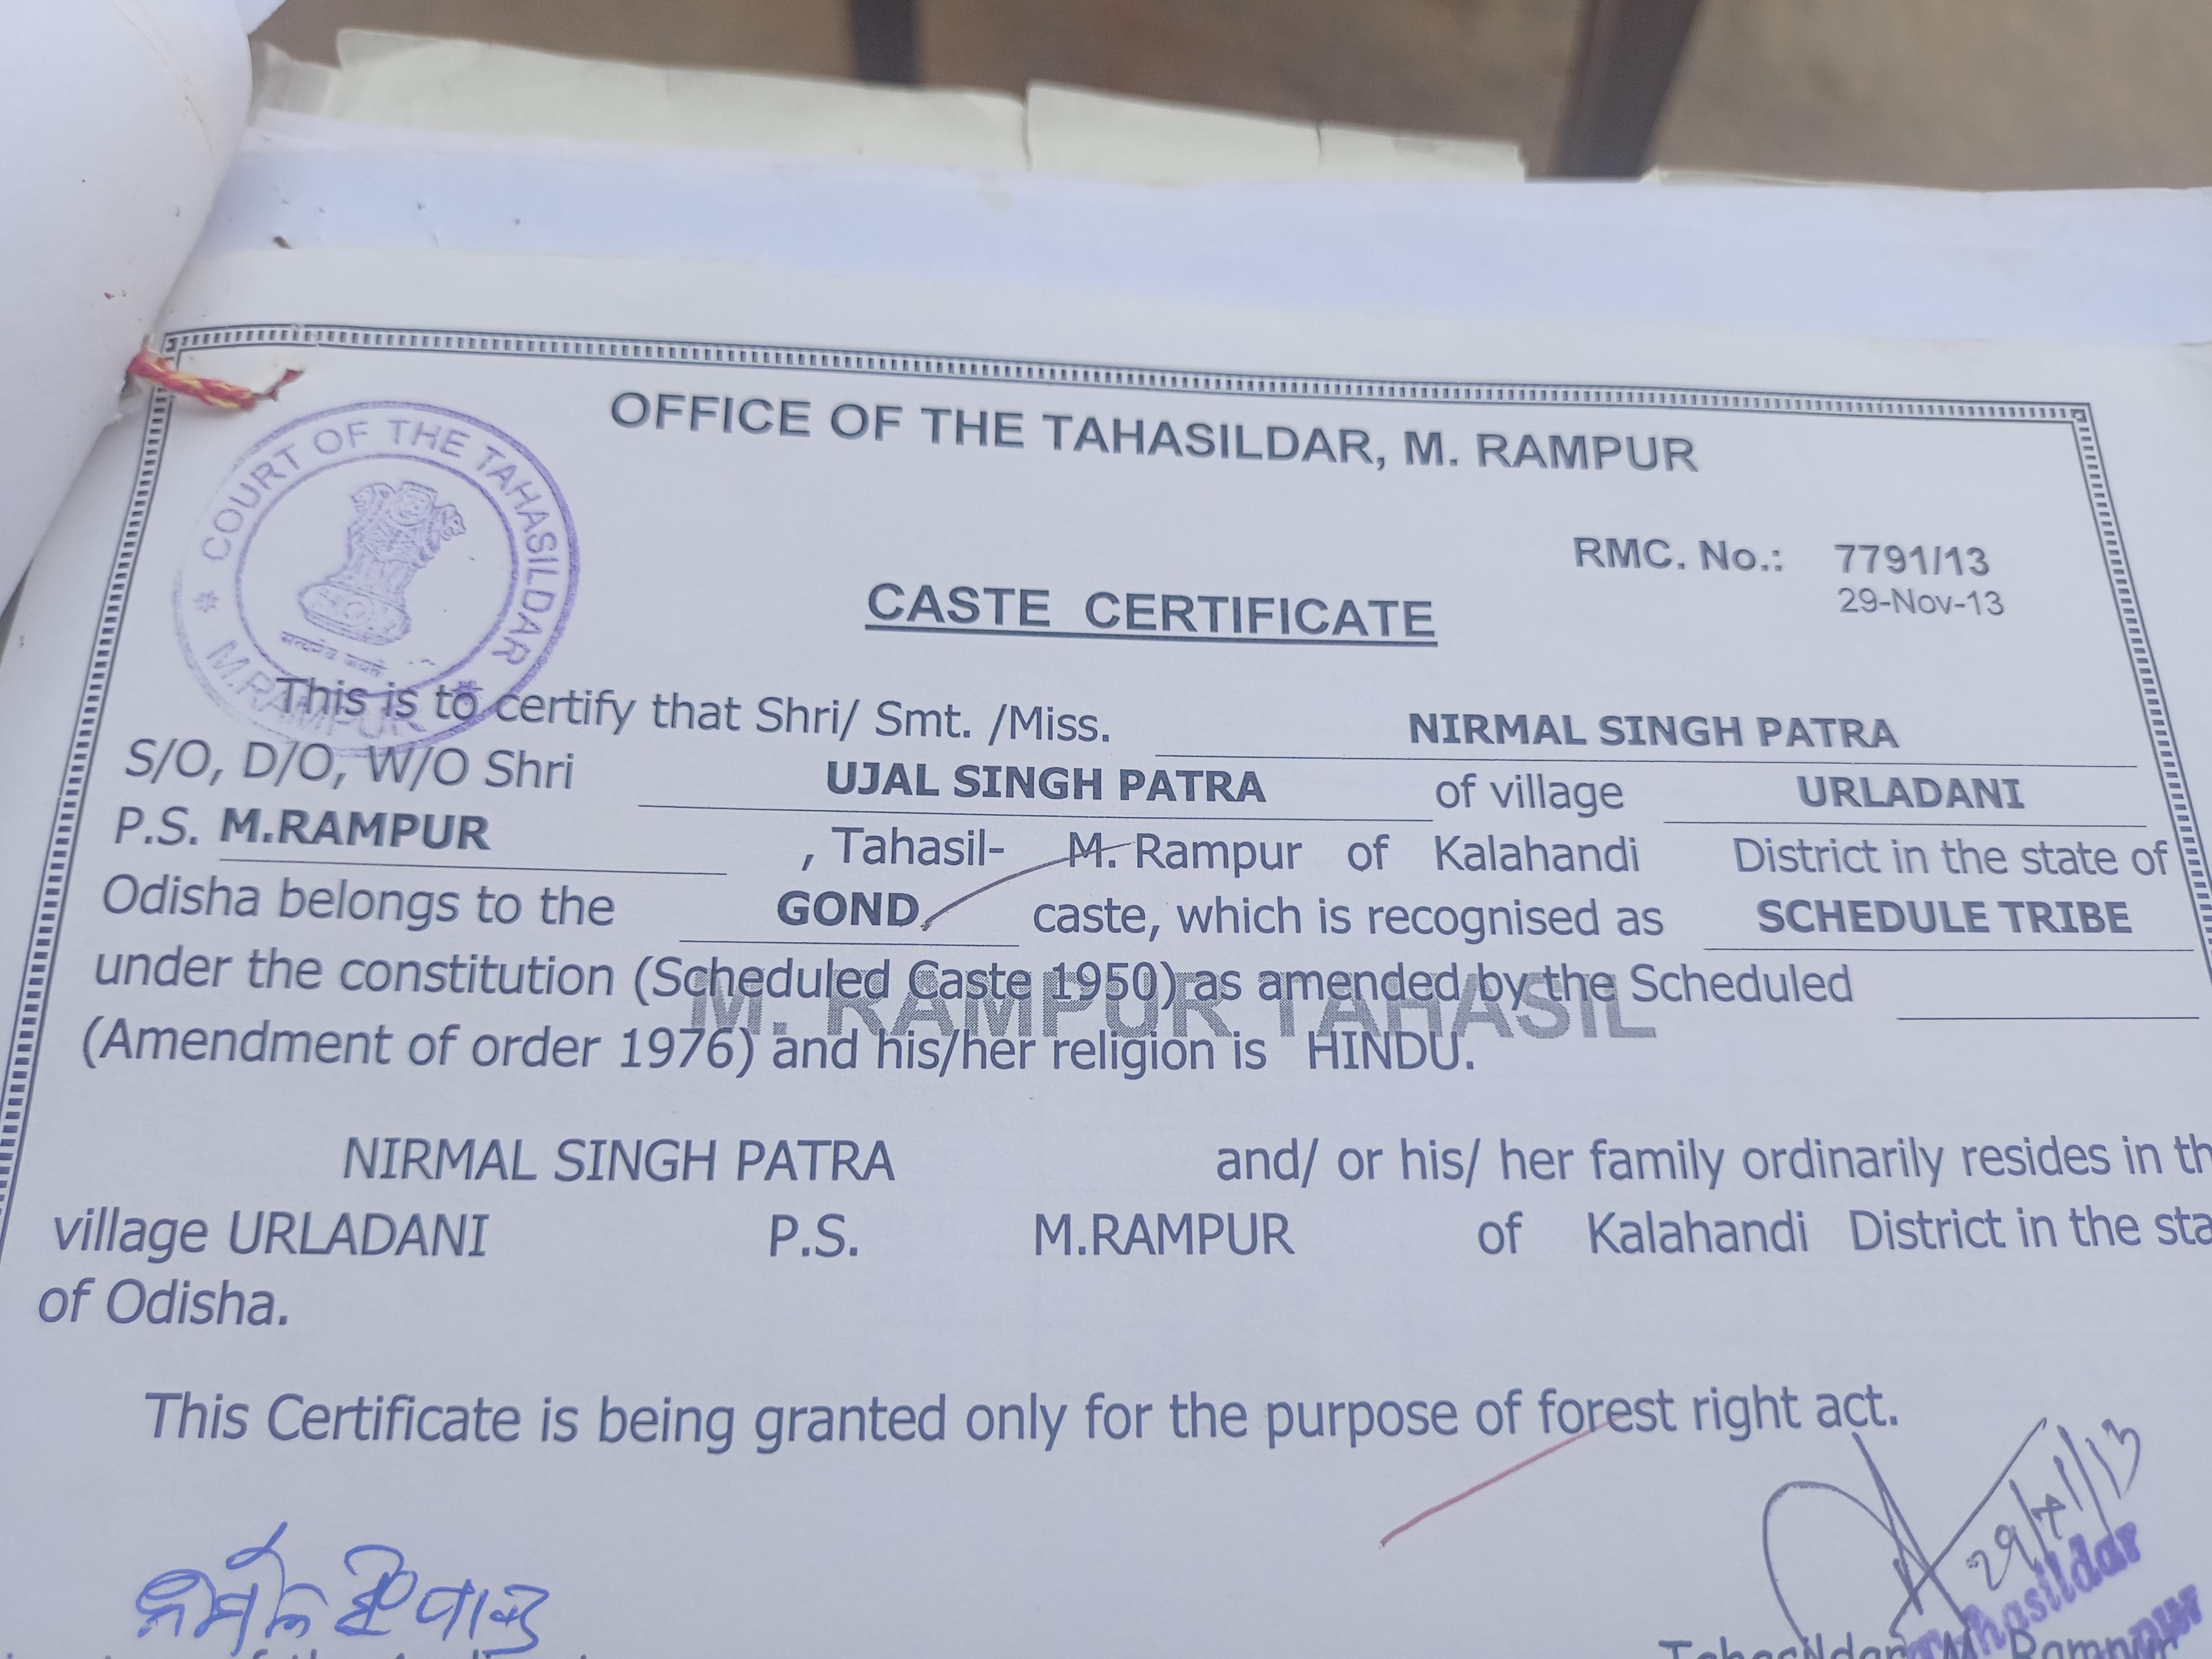 OFFICE OF THE TAHASILDAR, M. RAMPUR
COURT OF THE TAHASILDAR
* M.RAMPUR *
सत्यमेव जयते
RMC. No.: 7791/13
29-Nov-13
CASTE CERTIFICATE
This is to certify that Shri/ Smt. /Miss. NIRMAL SINGH PATRA
S/O, D/O, W/O Shri UJAL SINGH PATRA of village URLADANI
P.S. M.RAMPUR , Tahasil- M. Rampur of Kalahandi District in the state of
Odisha belongs to the GOND caste, which is recognised as SCHEDULE TRIBE
under the constitution (Scheduled Caste 1950) as amended by the Scheduled
M. RAMPUR TAHASIL
(Amendment of order 1976) and his/her religion is HINDU.
NIRMAL SINGH PATRA and/ or his/ her family ordinarily resides in th
village URLADANI P.S. M.RAMPUR of Kalahandi District in the sta
of Odisha.
This Certificate is being granted only for the purpose of forest right act.
ନିର୍ମଳ ସିଂ ପାତ୍ର
Tahasildar
Tahasildar M. Rampur